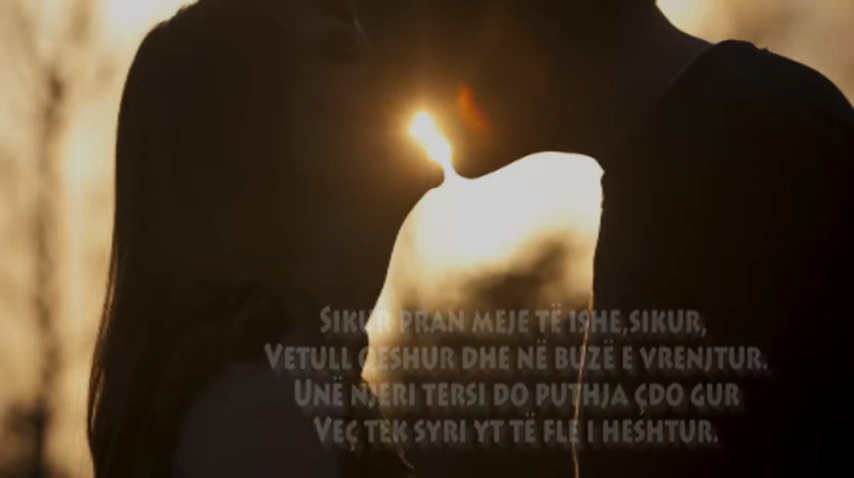 Sikur pran meje të ishe,sikur,
Vetull qeshur dhe në buzë e vrenjtur.
Unë njeri tersi do puthja çdo gur
Veç tek syri yt të fle i heshtur.